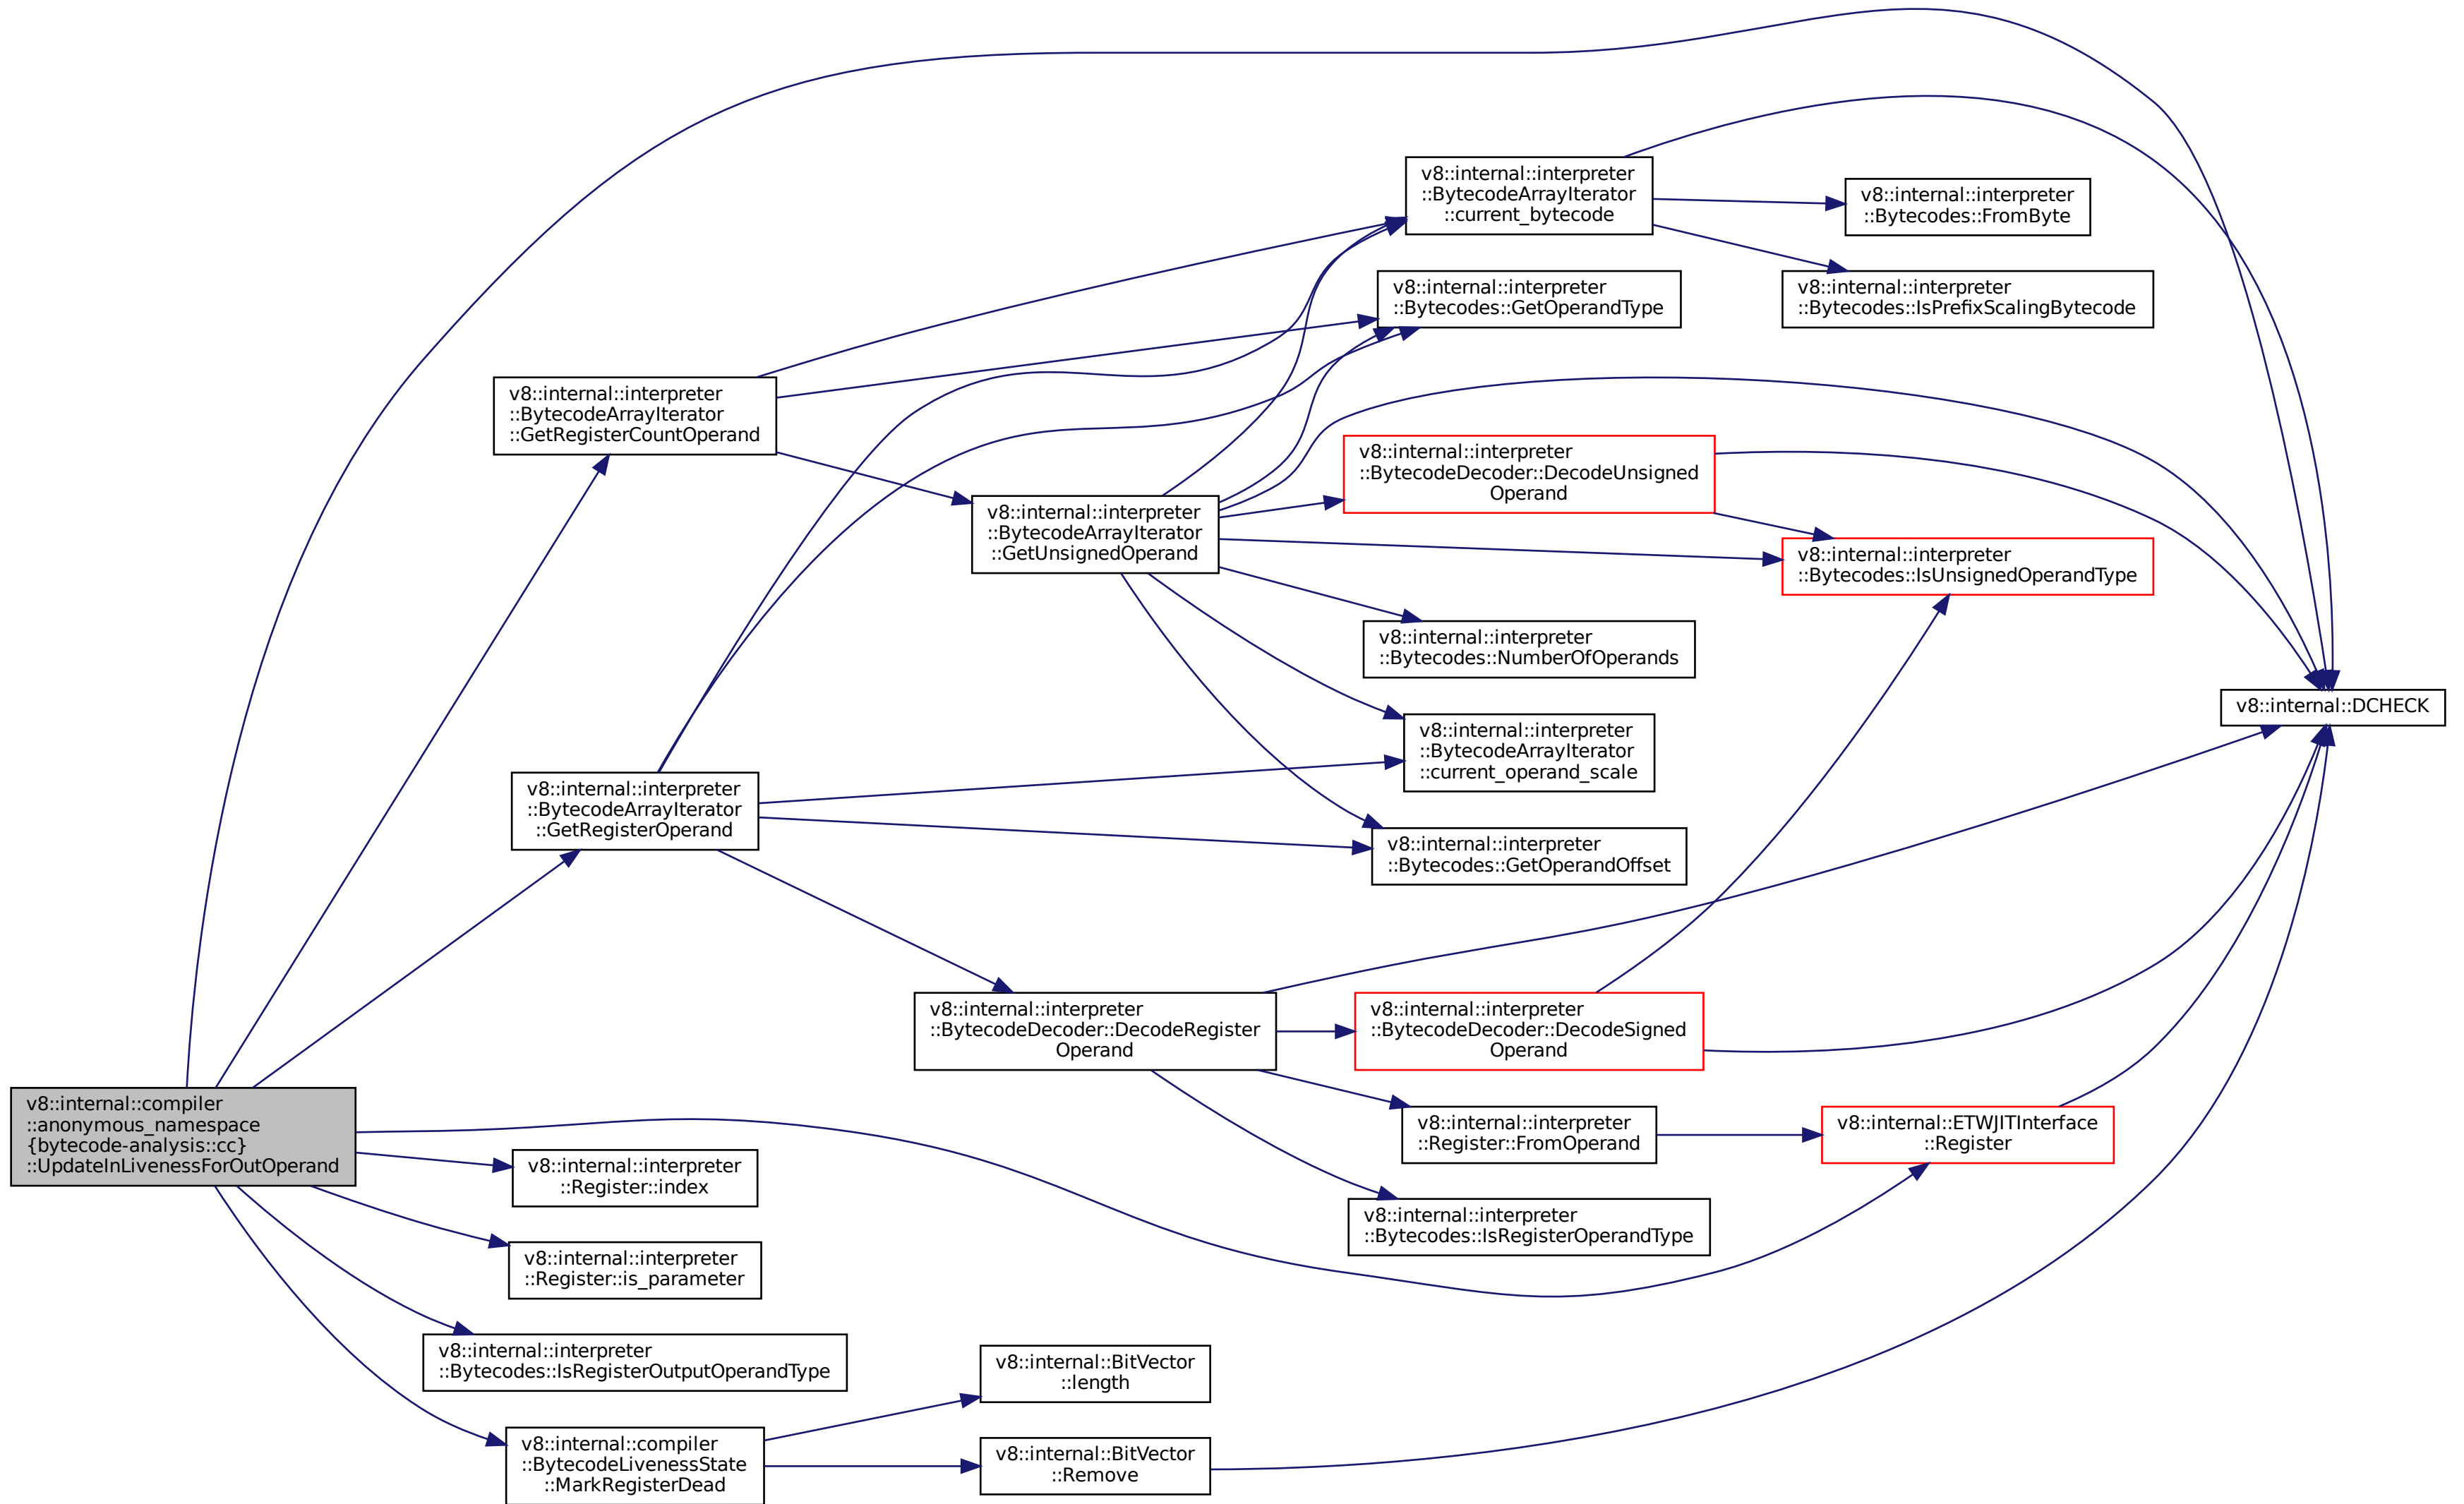 v8::internal::interpreter
::BytecodeArrayIterator
::current_bytecode
v8::internal::interpreter
::Bytecodes::FromByte
v8::internal::interpreter
::Bytecodes::GetOperandType
v8::internal::interpreter
::Bytecodes::IsPrefixScalingBytecode
v8::internal::interpreter
::BytecodeArrayIterator
::GetRegisterCountOperand
v8::internal::interpreter
::BytecodeDecoder::DecodeUnsigned
Operand
v8::internal::interpreter
::BytecodeArrayIterator
::GetUnsignedOperand
v8::internal::interpreter
::Bytecodes::IsUnsignedOperandType
v8::internal::interpreter
::Bytecodes::NumberOfOperands
v8::internal::DCHECK
v8::internal::interpreter
::BytecodeArrayIterator
::current_operand_scale
v8::internal::interpreter
::BytecodeArrayIterator
::GetRegisterOperand
v8::internal::interpreter
::Bytecodes::GetOperandOffset
v8::internal::interpreter
::BytecodeDecoder::DecodeRegister
Operand
v8::internal::interpreter
::BytecodeDecoder::DecodeSigned
Operand
v8::internal::compiler
::anonymous_namespace
{bytecode-analysis::cc}
::UpdateInLivenessForOutOperand
v8::internal::interpreter
::Register::FromOperand
v8::internal::ETWJITInterface
::Register
v8::internal::interpreter
::Register::index
v8::internal::interpreter
::Bytecodes::IsRegisterOperandType
v8::internal::interpreter
::Register::is_parameter
v8::internal::interpreter
::Bytecodes::IsRegisterOutputOperandType
v8::internal::BitVector
::length
v8::internal::compiler
::BytecodeLivenessState
::MarkRegisterDead
v8::internal::BitVector
::Remove